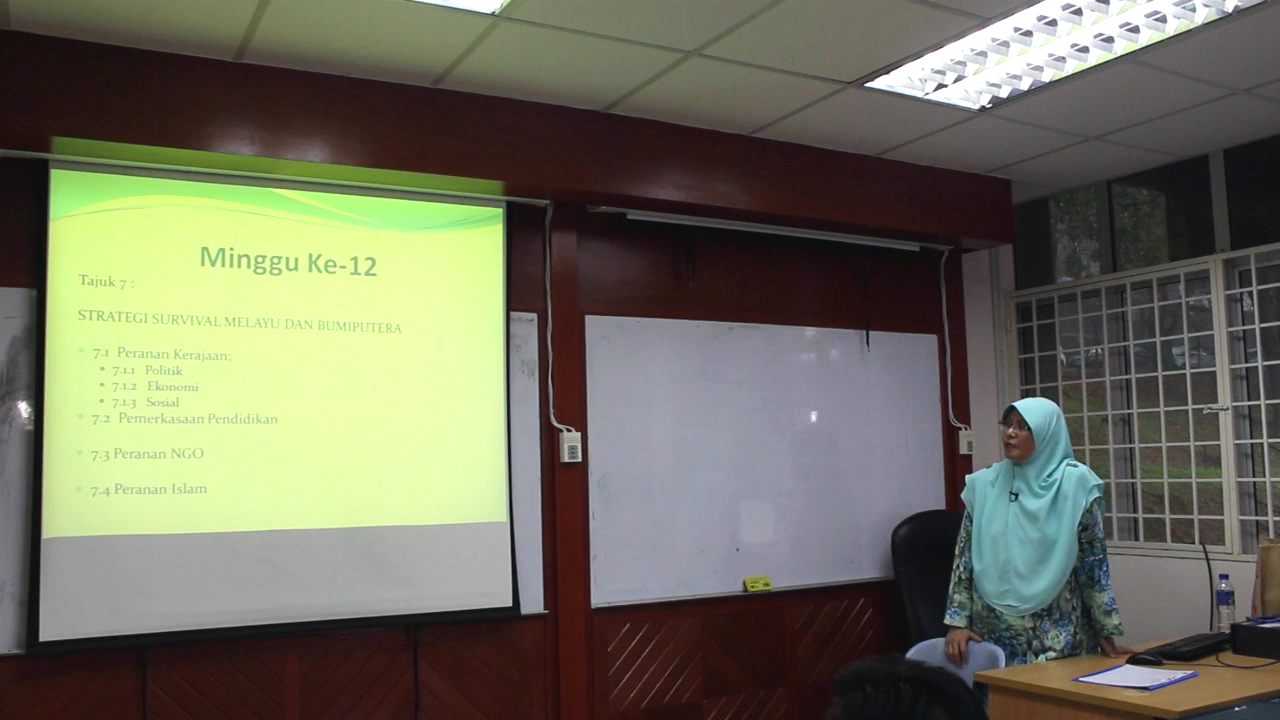 Minggu Ke-12
Tajuk 7 :
STRATEGI SURVIVAL MELAYU DAN BUMIPUTERA
7.1 Peranan Kerajaan;
7.1.1 Politik
7.1.2 Ekonomi
7.1.3 Sosial
7.2 Pemerkasaan Pendidikan
7.3 Peranan NGO
7.4 Peranan Islam